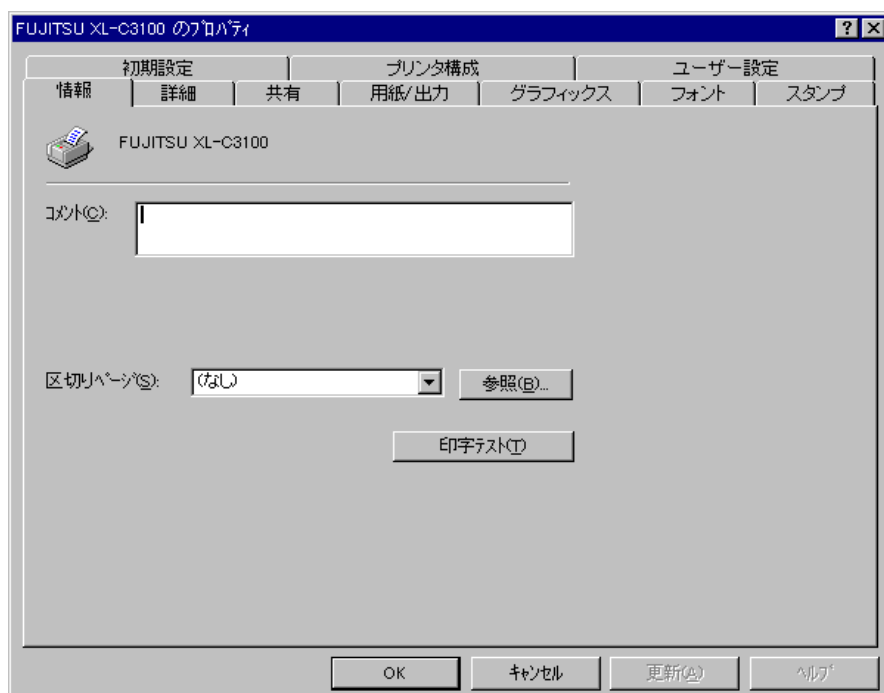 FUJITSU XL-C3100 のﾌﾟﾛﾊﾟﾃｨ
初期設定 プリンタ構成 ユーザー設定
情報 詳細 共有 用紙/出力 グラフィックス フォント スタンプ
FUJITSU XL-C3100
ｺﾒﾝﾄ(C):
区切りﾍﾟｰｼﾞ(S): (なし) 参照(B)...
印字ﾃｽﾄ(T)
OK ｷｬﾝｾﾙ 更新(A) ﾍﾙﾌﾟ